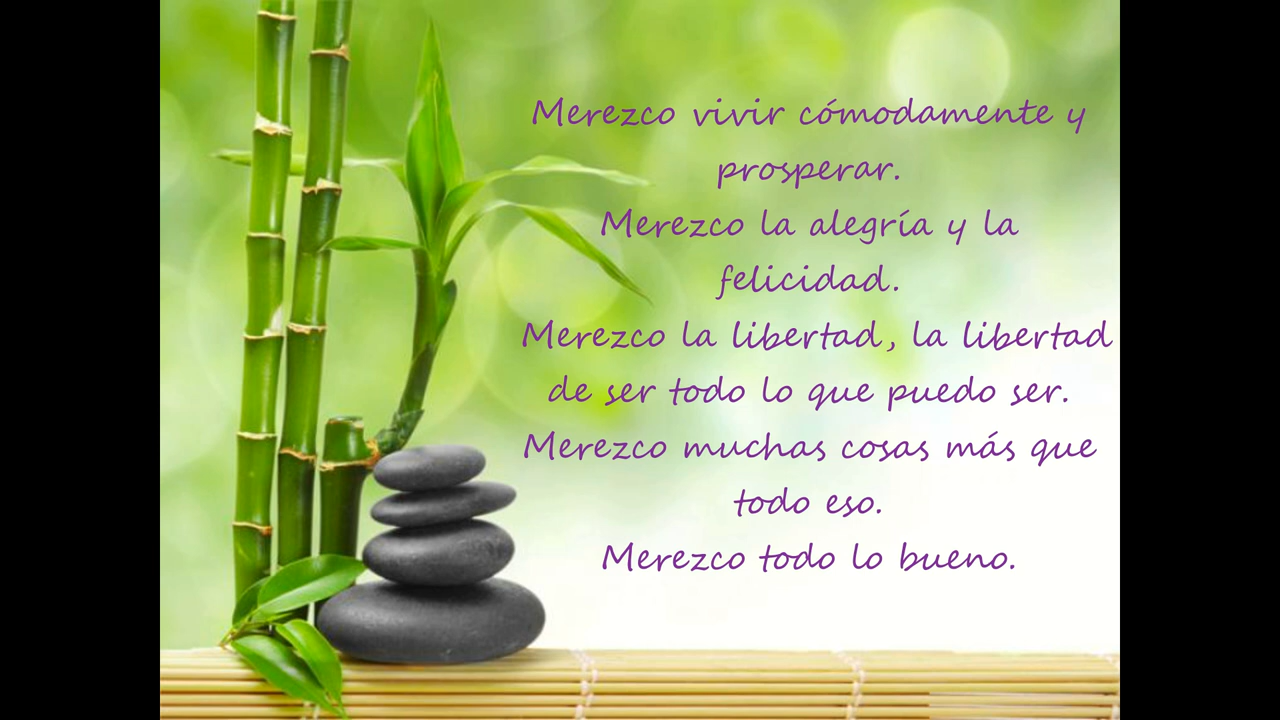 Merezco vivir cómodamente y
prosperar.
Merezco la alegría y la
felicidad.
Merezco la libertad, la libertad
de ser todo lo que puedo ser.
Merezco muchas cosas más que
todo eso.
Merezco todo lo bueno.